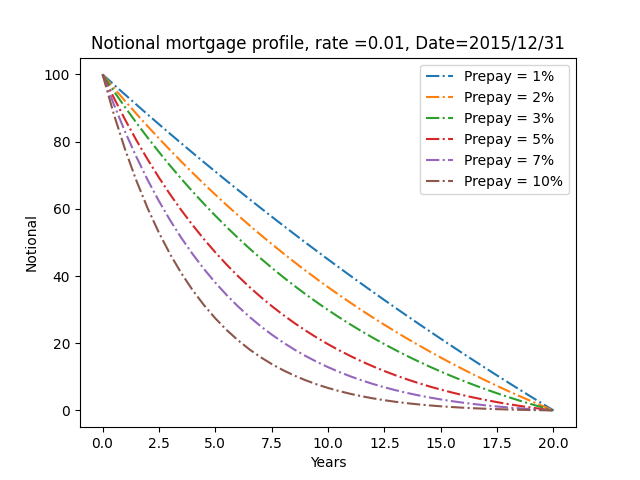 Notional mortgage profile, rate =0.01, Date=2015/12/31
Prepay = 1%
Prepay = 2%
Prepay = 3%
Prepay = 5%
Prepay = 7%
Prepay = 10%
100
80
60
40
20
0
Notional
0.0 2.5 5.0 7.5 10.0 12.5 15.0 17.5 20.0
Years